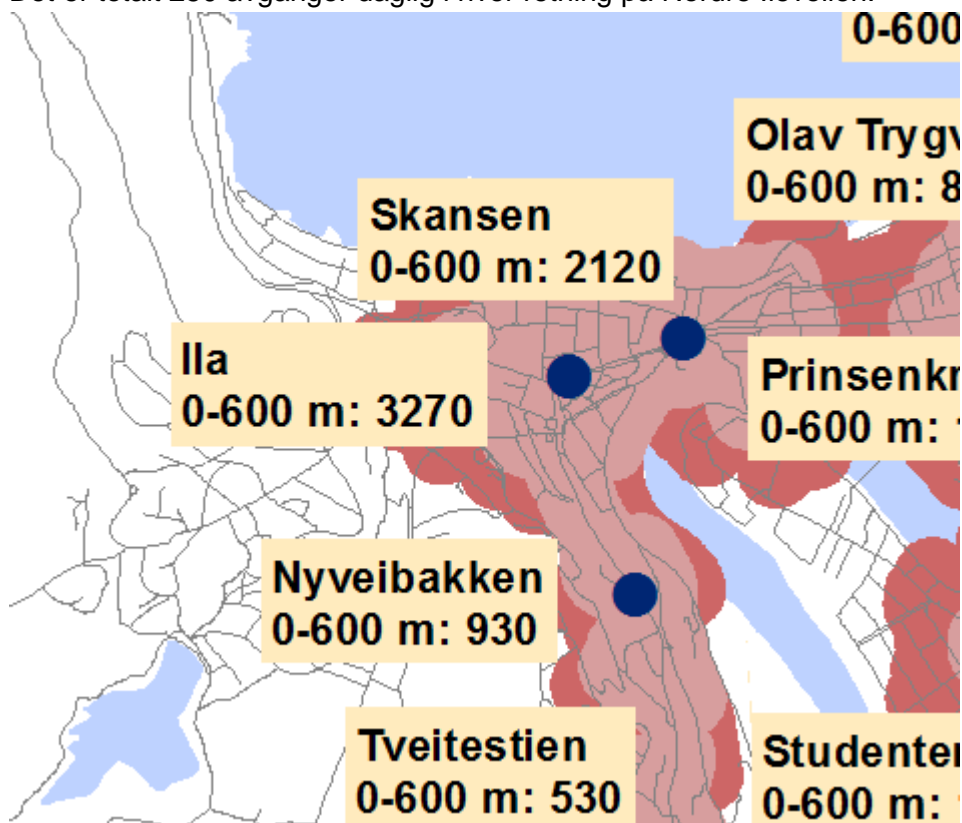 0-600
Olav Trygv
0-600 m: 8
Skansen
0-600 m: 2120
Ila
0-600 m: 3270
Prinsenkr
0-600 m:
Nyveibakken
0-600 m: 930
Tveitestien
0-600 m: 530
Studenter
0-600 m: